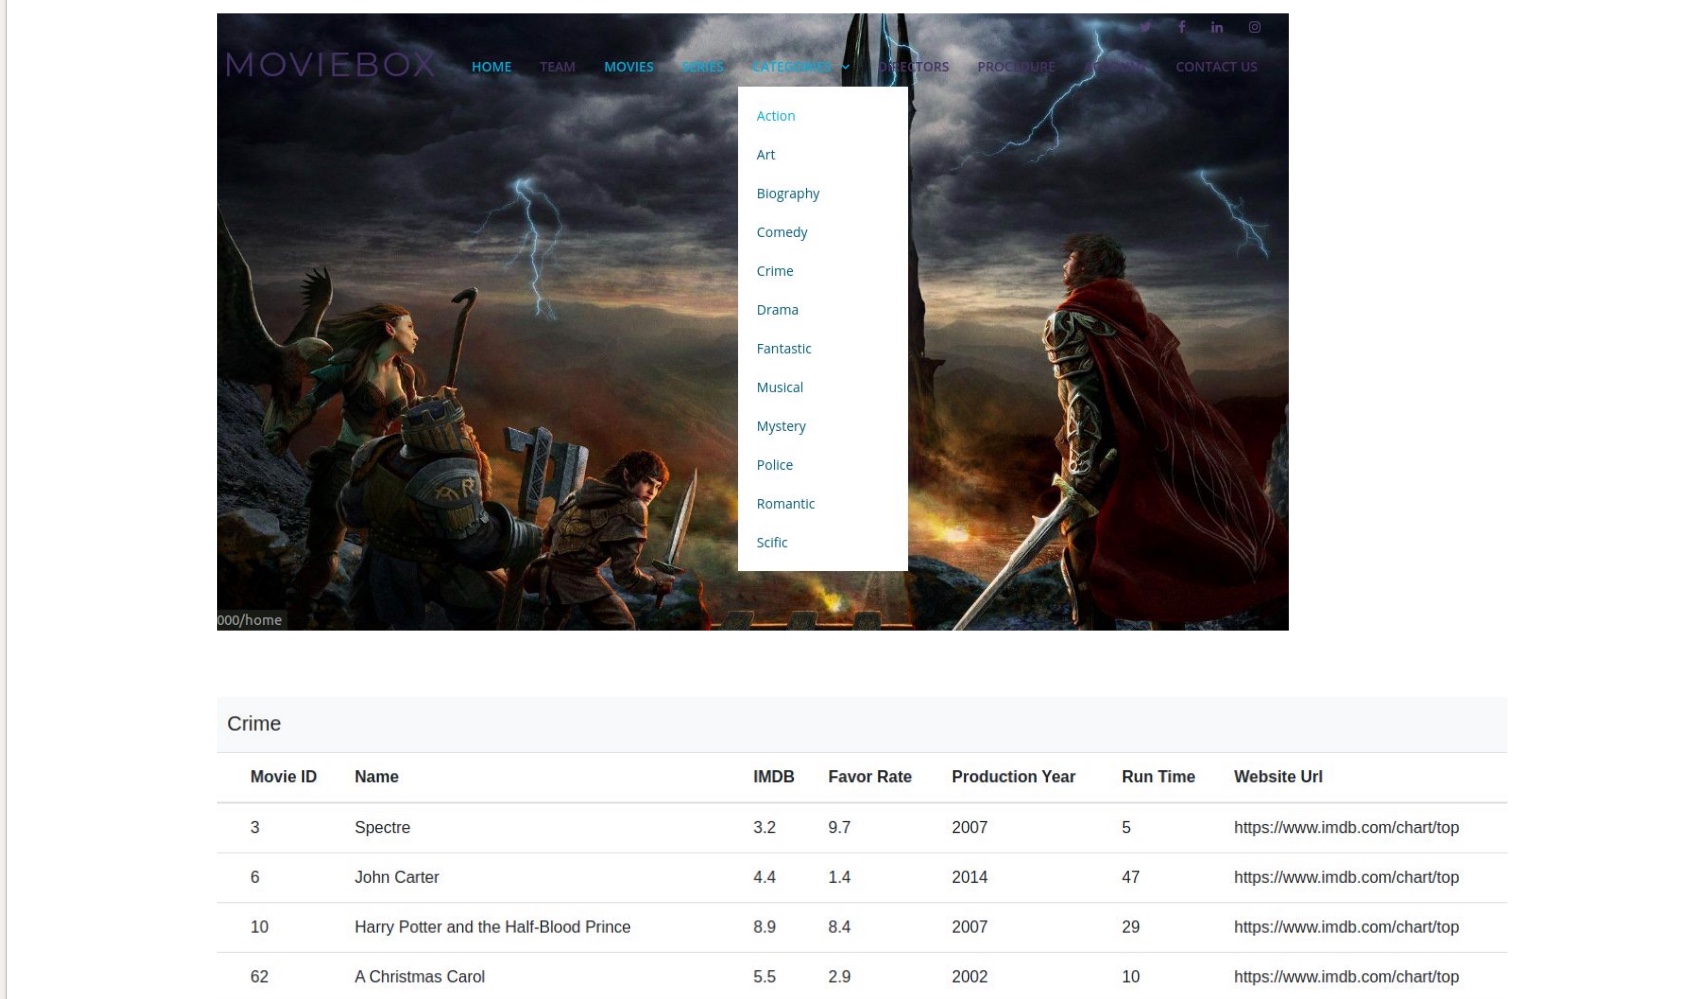 MOVIEBOX HOME TEAM MOVIES SERIES CATEGORIES DIRECTORS PROCEDURE CONTACT US
Action
Art
Biography
Comedy
Crime
Drama
Fantastic
Musical
Mystery
Police
Romantic
Scific
000/home
Crime
Movie ID Name IMDB Favor Rate Production Year Run Time Website Url
3 Spectre 3.2 9.7 2007 5 https://www.imdb.com/chart/top
6 John Carter 4.4 1.4 2014 47 https://www.imdb.com/chart/top
10 Harry Potter and the Half-Blood Prince 8.9 8.4 2007 29 https://www.imdb.com/chart/top
62 A Christmas Carol 5.5 2.9 2002 10 https://www.imdb.com/chart/top